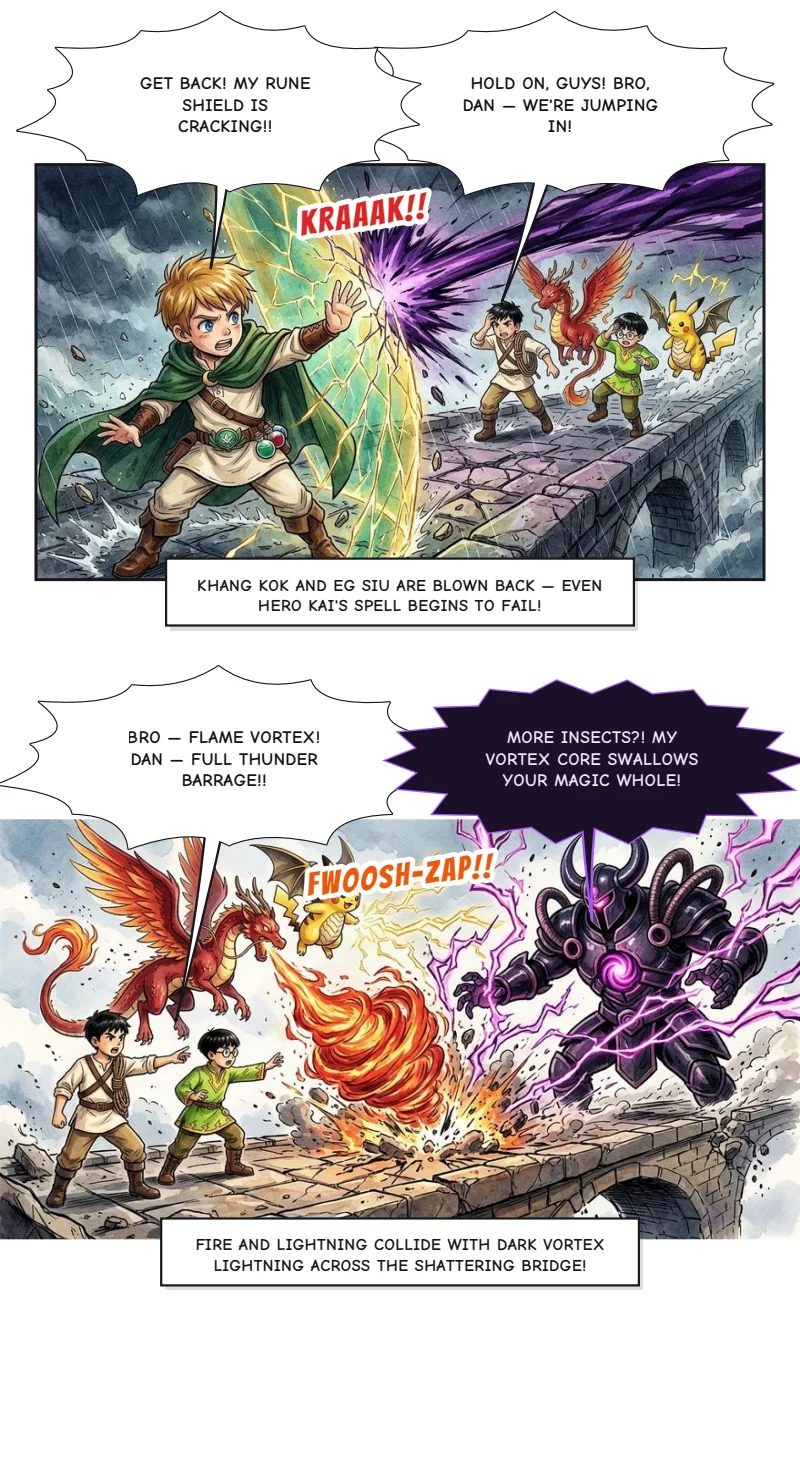 GET BACK! MY RUNE
SHIELD IS
CRACKING!!
HOLD ON, GUYS! BRO,
DAN — WE'RE JUMPING
IN!
KRAAAK!!
KHANG KOK AND EG SIU ARE BLOWN BACK — EVEN
HERO KAI'S SPELL BEGINS TO FAIL!
BRO — FLAME VORTEX!
DAN — FULL THUNDER
BARRAGE!!
MORE INSECTS?! MY
VORTEX CORE SWALLOWS
YOUR MAGIC WHOLE!
FWOOSH-ZAP!!
FIRE AND LIGHTNING COLLIDE WITH DARK VORTEX
LIGHTNING ACROSS THE SHATTERING BRIDGE!